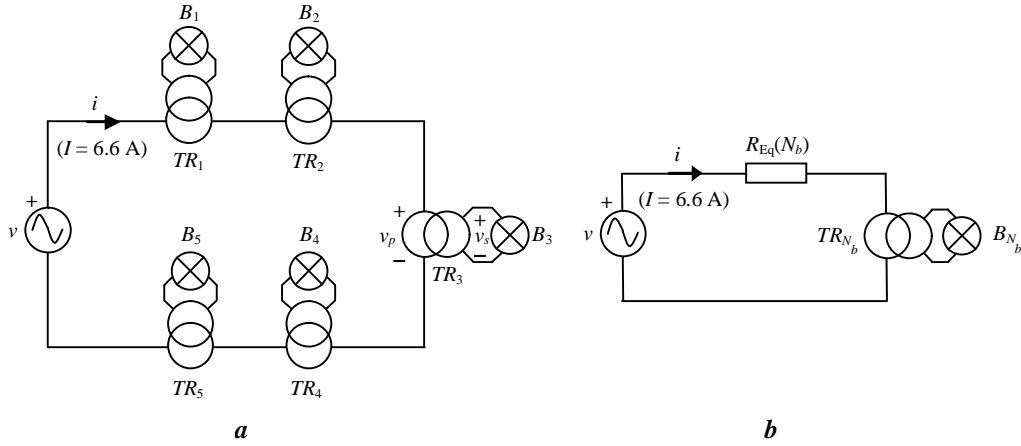 B1
B2
i
(I = 6.6 A)
TR1
TR2
+
v
+
vp
−
+
vs
−
B3
TR3
B5
B4
TR5
TR4
a
i
REq(Nb)
(I = 6.6 A)
+
v
TRNb
BNb
b